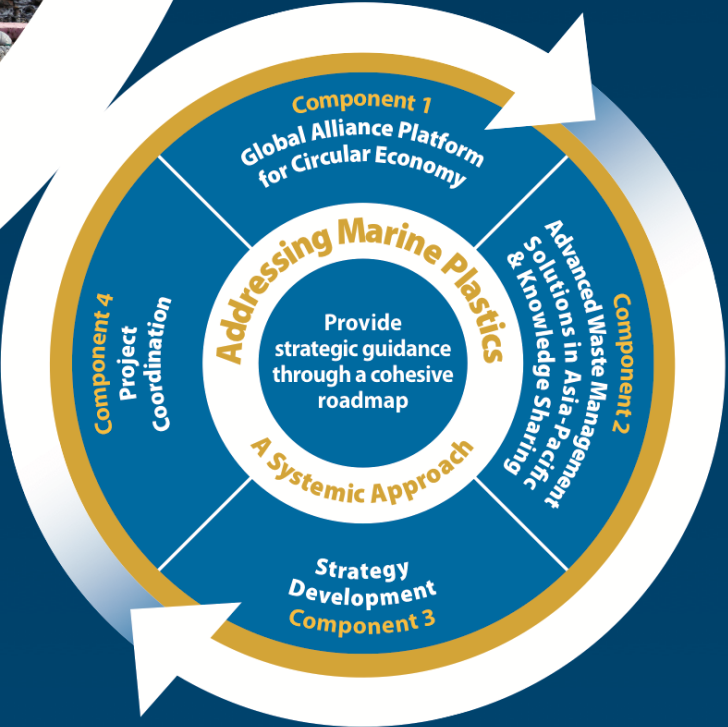 Component 1
Global Alliance Platform
for Circular Economy
Component 2
Advanced Waste Management
Solutions in Asia-Pacific
& Knowledge Sharing
Strategy
Development
Component 3
Component 4
Project
Coordination
Addressing Marine Plastics
A Systemic Approach
Provide
strategic guidance
through a cohesive
roadmap